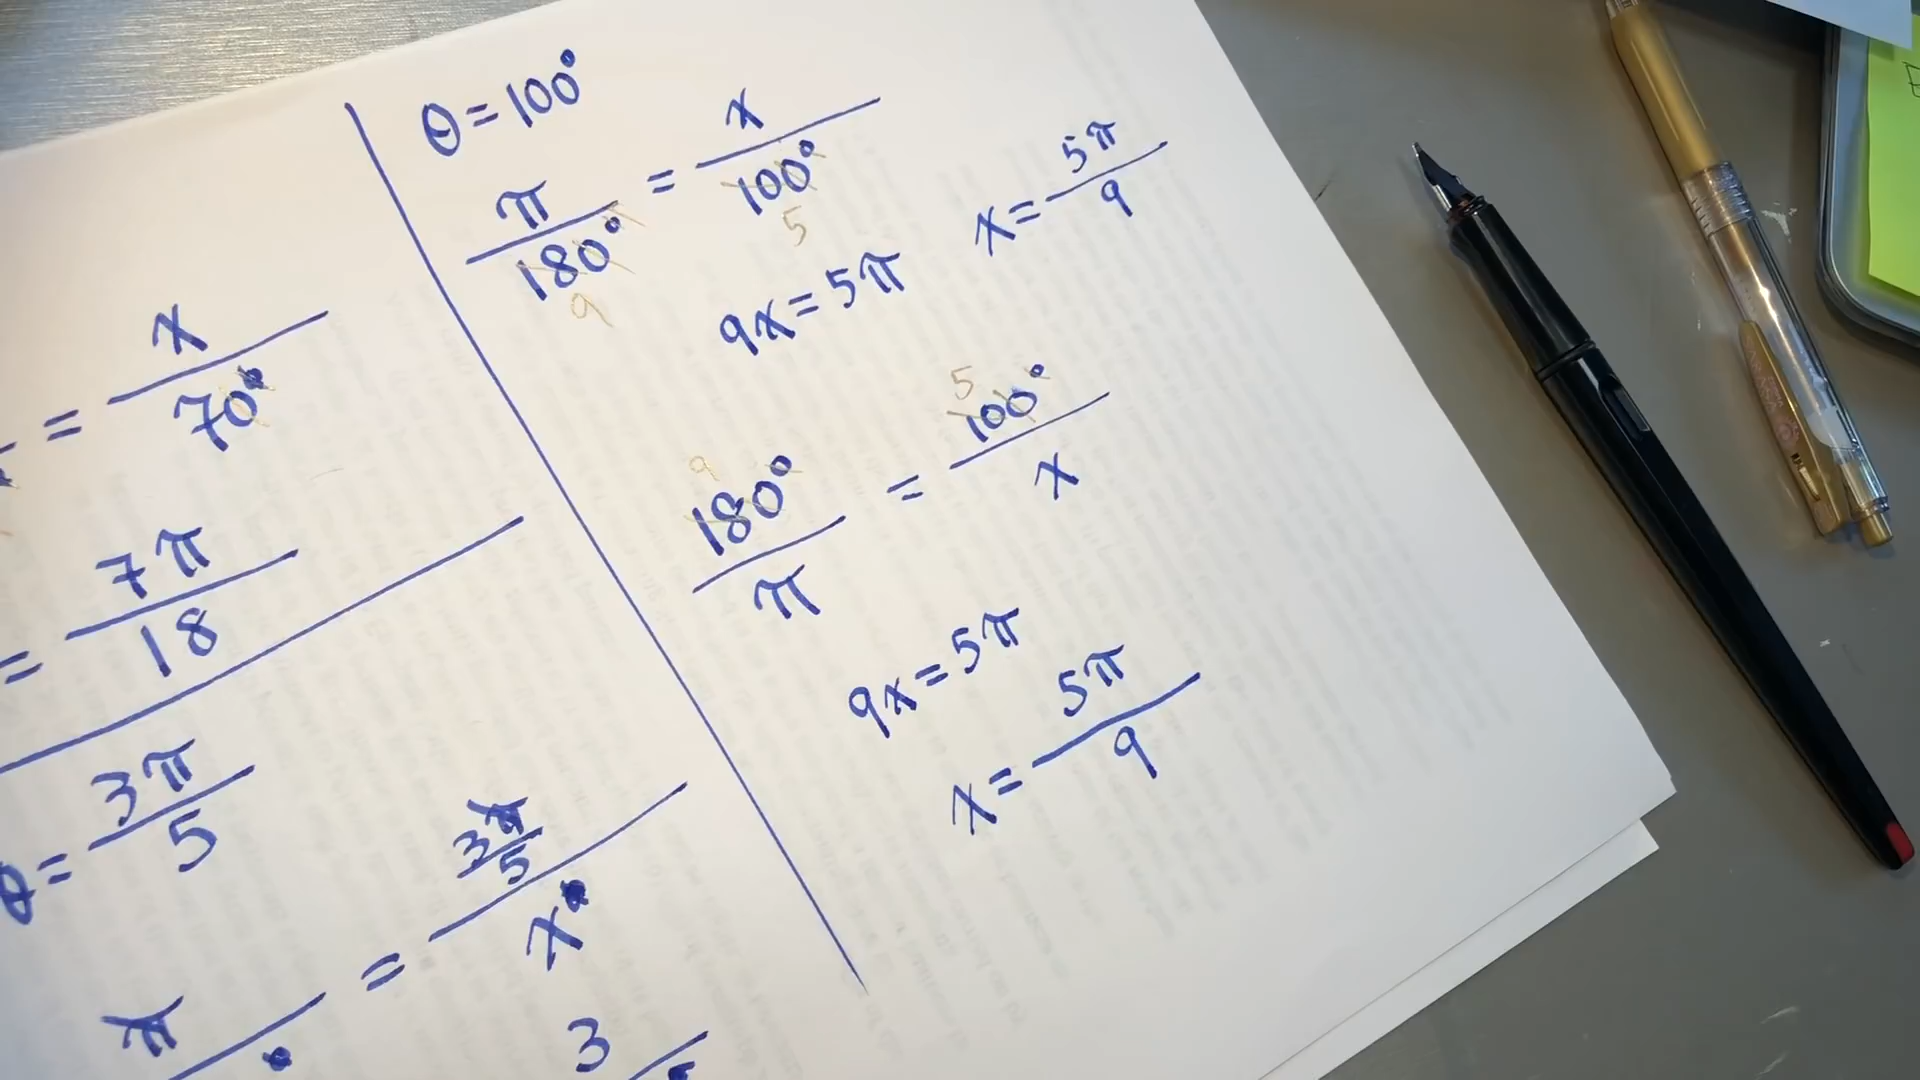 = x / 70°
= 7π / 18
θ = 3π / 5
π / ° = 3π/5 / x°
3
θ = 100°
π / 180° = x / 100°
9 5
9x = 5π
x = 5π / 9
9 5
180° / π = 100° / x
9x = 5π
x = 5π / 9